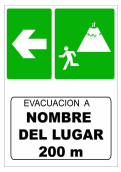 EVACUACION A
NOMBRE
DEL LUGAR
200 m